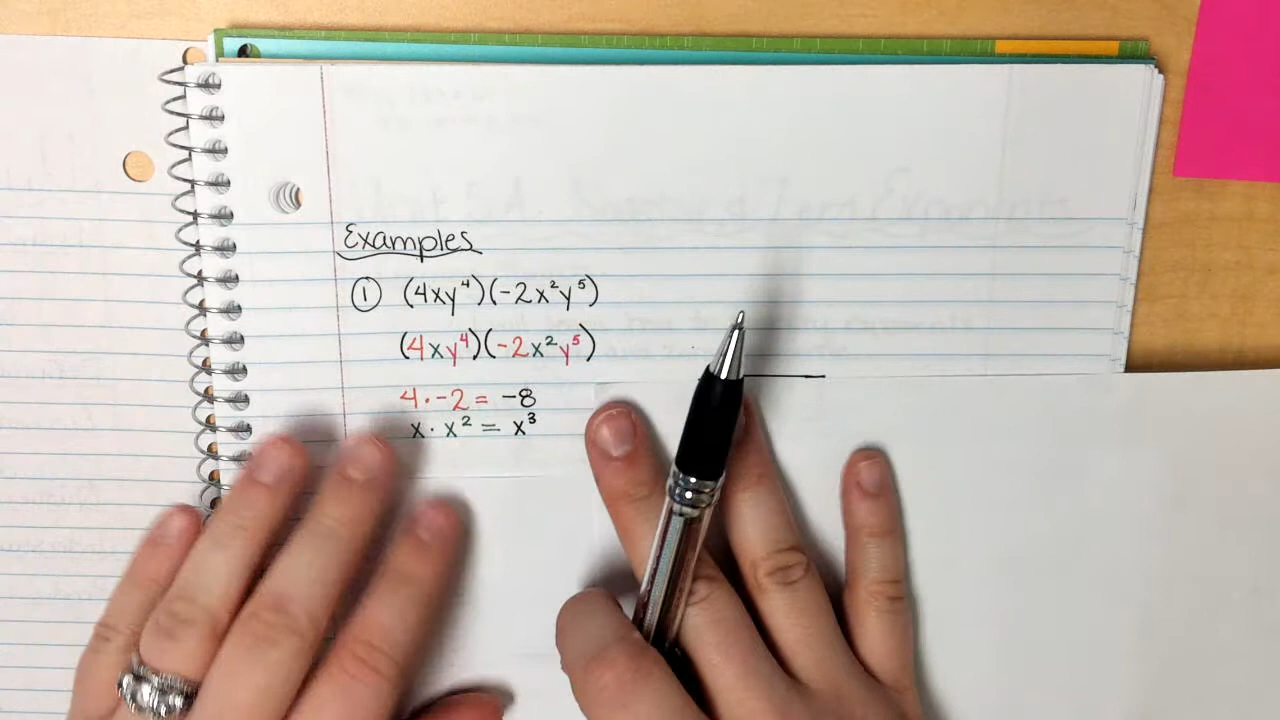 Examples
① (4xy⁴)(-2x²y⁵)
(4xy⁴)(-2x²y⁵)
4·-2 = -8
x·x² = x³